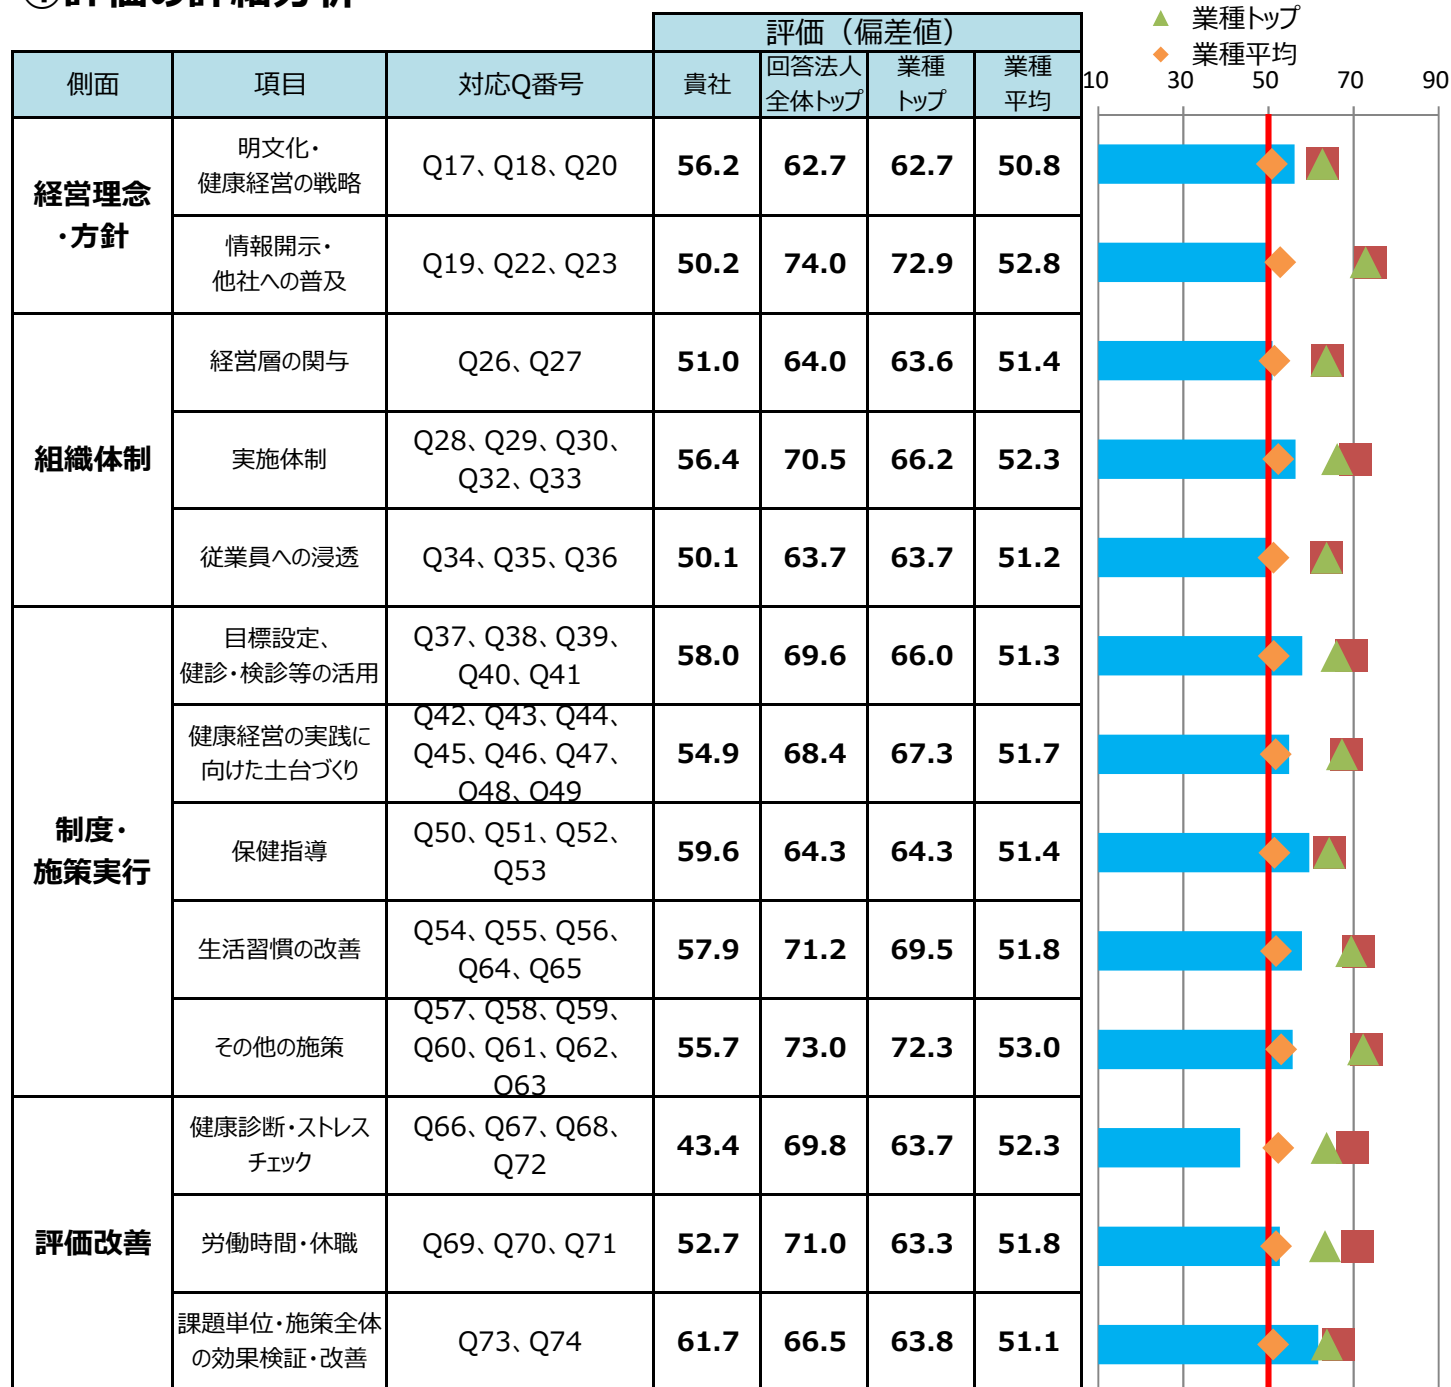 ①評価の詳細分析
業種トップ
業種平均
評価（偏差値）
側面 項目 対応Q番号 貴社 回答法人 業種 業種
全体トップ トップ 平均
10 30 50 70 90
経営理念
・方針
明文化・
健康経営の戦略
Q17、Q18、Q20
56.2 62.7 62.7 50.8
情報開示・
他社への普及
Q19、Q22、Q23
50.2 74.0 72.9 52.8
組織体制
経営層の関与
Q26、Q27
51.0 64.0 63.6 51.4
実施体制
Q28、Q29、Q30、
Q32、Q33
56.4 70.5 66.2 52.3
従業員への浸透
Q34、Q35、Q36
50.1 63.7 63.7 51.2
制度・
施策実行
目標設定、
健診・検診等の活用
Q37、Q38、Q39、
Q40、Q41
58.0 69.6 66.0 51.3
健康経営の実践に
向けた土台づくり
Q42、Q43、Q44、
Q45、Q46、Q47、
Q48、Q49
54.9 68.4 67.3 51.7
保健指導
Q50、Q51、Q52、
Q53
59.6 64.3 64.3 51.4
生活習慣の改善
Q54、Q55、Q56、
Q64、Q65
57.9 71.2 69.5 51.8
その他の施策
Q57、Q58、Q59、
Q60、Q61、Q62、
Q63
55.7 73.0 72.3 53.0
評価改善
健康診断・ストレス
チェック
Q66、Q67、Q68、
Q72
43.4 69.8 63.7 52.3
労働時間・休職
Q69、Q70、Q71
52.7 71.0 63.3 51.8
課題単位・施策全体
の効果検証・改善
Q73、Q74
61.7 66.5 63.8 51.1